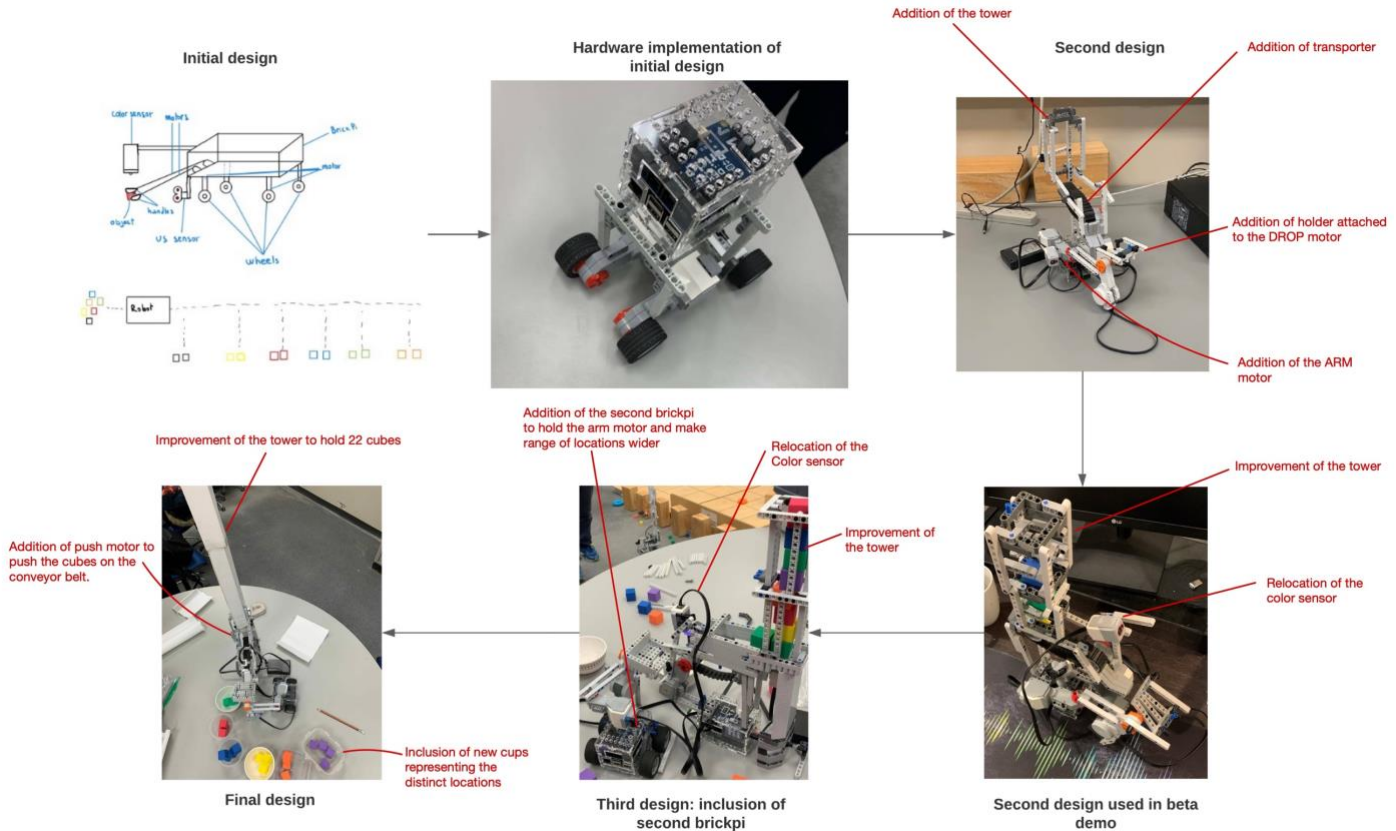 Initial design
color sensor
motors
BrickPi
motor
handles
object
US sensor
wheels
Robot
Hardware implementation of
initial design
Addition of the tower
Second design
Addition of transporter
Addition of holder attached
to the DROP motor
Addition of the ARM
motor
Improvement of the tower to hold 22 cubes
Addition of push motor to
push the cubes on the
conveyor belt.
Inclusion of new cups
representing the
distinct locations
Final design
Addition of the second brickpi
to hold the arm motor and make
range of locations wider
Relocation of the
Color sensor
Improvement of
the tower
Third design: inclusion of
second brickpi
Improvement of the tower
Relocation of the
color sensor
Second design used in beta
demo